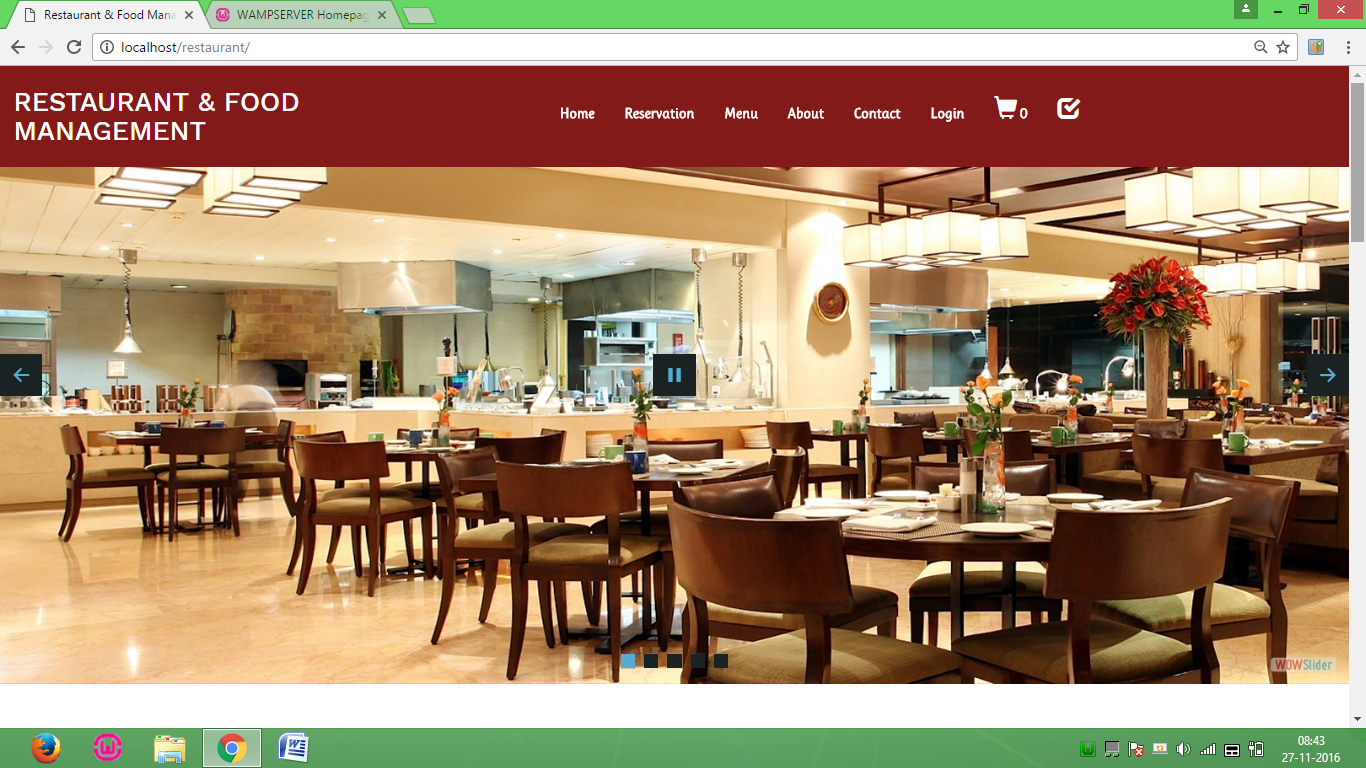 Restaurant & Food Mana
WAMPSERVER Homepag
localhost/restaurant/
RESTAURANT & FOOD
MANAGEMENT
Home Reservation Menu About Contact Login 0
WOWSlider
08:43
27-11-2016